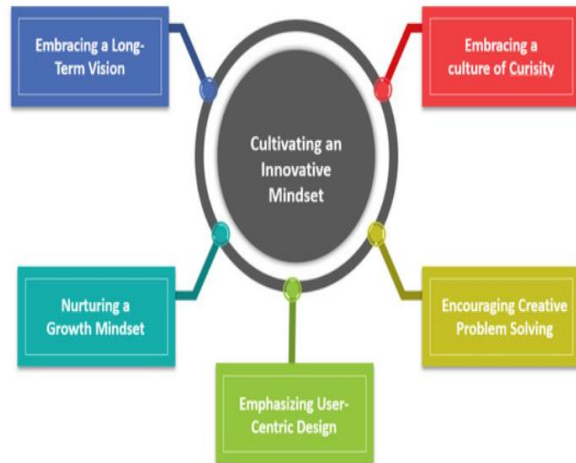 Embracing a Long-
Term Vision
Embracing a
culture of Curisity
Cultivating an
Innovative
Mindset
Nurturing a
Growth Mindset
Encouraging Creative
Problem Solving
Emphasizing User-
Centric Design